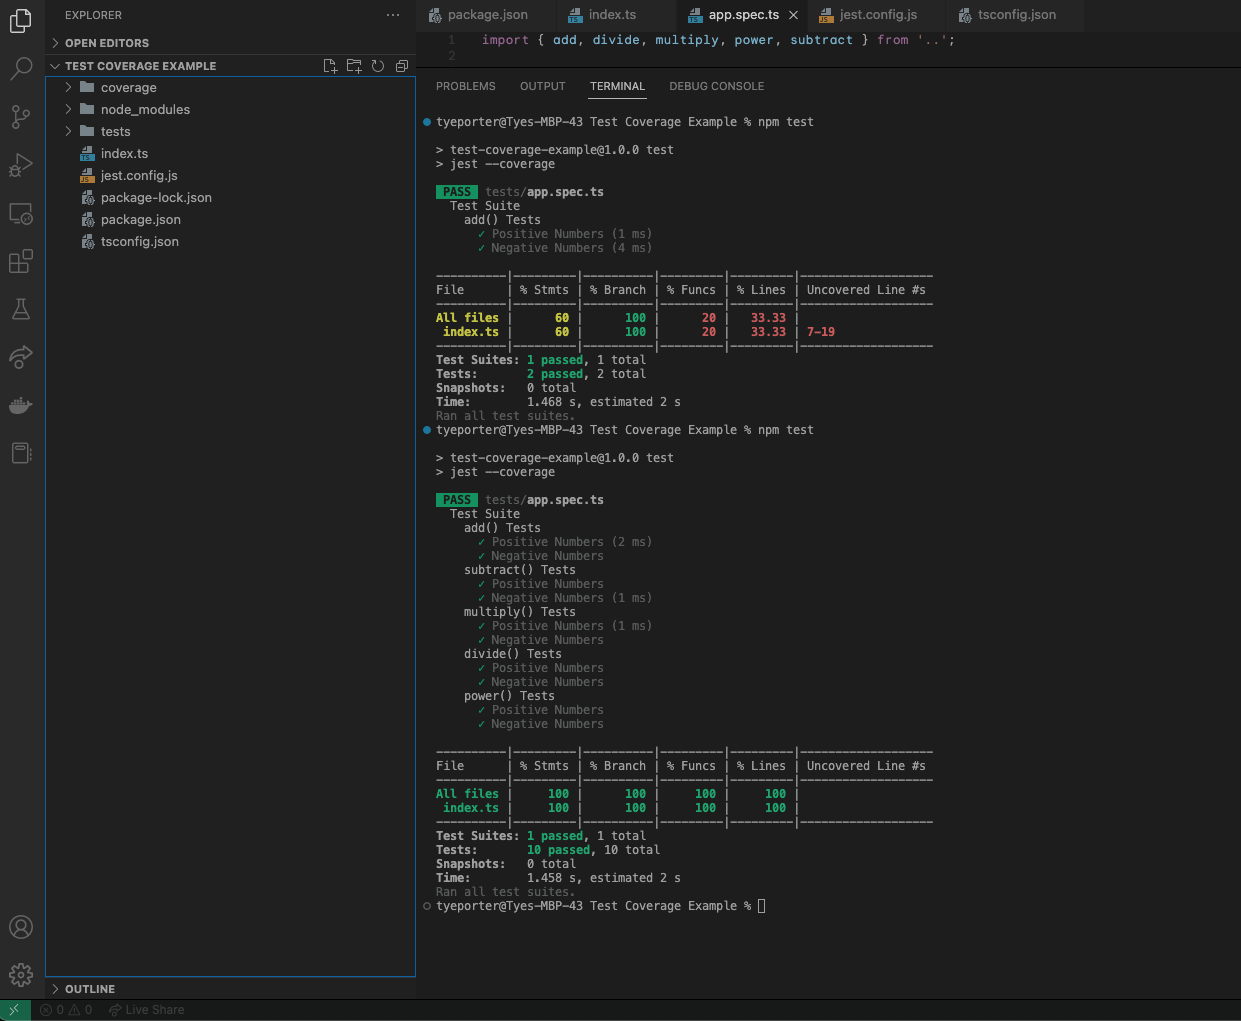 EXPLORER
···
OPEN EDITORS
TEST COVERAGE EXAMPLE
coverage
node_modules
tests
TS index.ts
JS jest.config.js
package-lock.json
package.json
tsconfig.json
OUTLINE
0 0 Live Share
package.json TS index.ts TS app.spec.ts JS jest.config.js tsconfig.json
1 import { add, divide, multiply, power, subtract } from '..';
2
PROBLEMS OUTPUT TERMINAL DEBUG CONSOLE
tyeporter@Tyes-MBP-43 Test Coverage Example % npm test
> test-coverage-example@1.0.0 test
> jest --coverage
PASS tests/app.spec.ts
Test Suite
add() Tests
✓ Positive Numbers (1 ms)
✓ Negative Numbers (4 ms)
----------|---------|----------|---------|---------|-------------------
File | % Stmts | % Branch | % Funcs | % Lines | Uncovered Line #s
----------|---------|----------|---------|---------|-------------------
All files | 60 | 100 | 20 | 33.33 |
index.ts | 60 | 100 | 20 | 33.33 | 7-19
----------|---------|----------|---------|---------|-------------------
Test Suites: 1 passed, 1 total
Tests: 2 passed, 2 total
Snapshots: 0 total
Time: 1.468 s, estimated 2 s
Ran all test suites.
tyeporter@Tyes-MBP-43 Test Coverage Example % npm test
> test-coverage-example@1.0.0 test
> jest --coverage
PASS tests/app.spec.ts
Test Suite
add() Tests
✓ Positive Numbers (2 ms)
✓ Negative Numbers
subtract() Tests
✓ Positive Numbers
✓ Negative Numbers (1 ms)
multiply() Tests
✓ Positive Numbers (1 ms)
✓ Negative Numbers
divide() Tests
✓ Positive Numbers
✓ Negative Numbers
power() Tests
✓ Positive Numbers
✓ Negative Numbers
----------|---------|----------|---------|---------|-------------------
File | % Stmts | % Branch | % Funcs | % Lines | Uncovered Line #s
----------|---------|----------|---------|---------|-------------------
All files | 100 | 100 | 100 | 100 |
index.ts | 100 | 100 | 100 | 100 |
----------|---------|----------|---------|---------|-------------------
Test Suites: 1 passed, 1 total
Tests: 10 passed, 10 total
Snapshots: 0 total
Time: 1.458 s, estimated 2 s
Ran all test suites.
tyeporter@Tyes-MBP-43 Test Coverage Example %